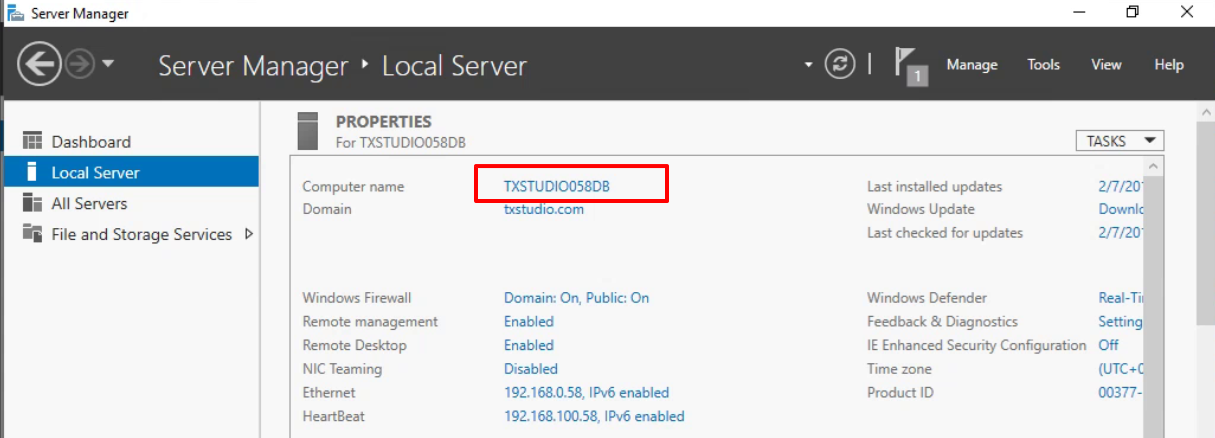 Server Manager
Server Manager ‣ Local Server
1
Manage Tools View Help
Dashboard
Local Server
All Servers
File and Storage Services
PROPERTIES
For TXSTUDIO058DB
TASKS
Computer name TXSTUDIO058DB Last installed updates 2/7/201
Domain txstudio.com Windows Update Downlo
Last checked for updates 2/7/201
Windows Firewall Domain: On, Public: On Windows Defender Real-Ti
Remote management Enabled Feedback & Diagnostics Setting
Remote Desktop Enabled IE Enhanced Security Configuration Off
NIC Teaming Disabled Time zone (UTC+0
Ethernet 192.168.0.58, IPv6 enabled Product ID 00377-
HeartBeat 192.168.100.58, IPv6 enabled